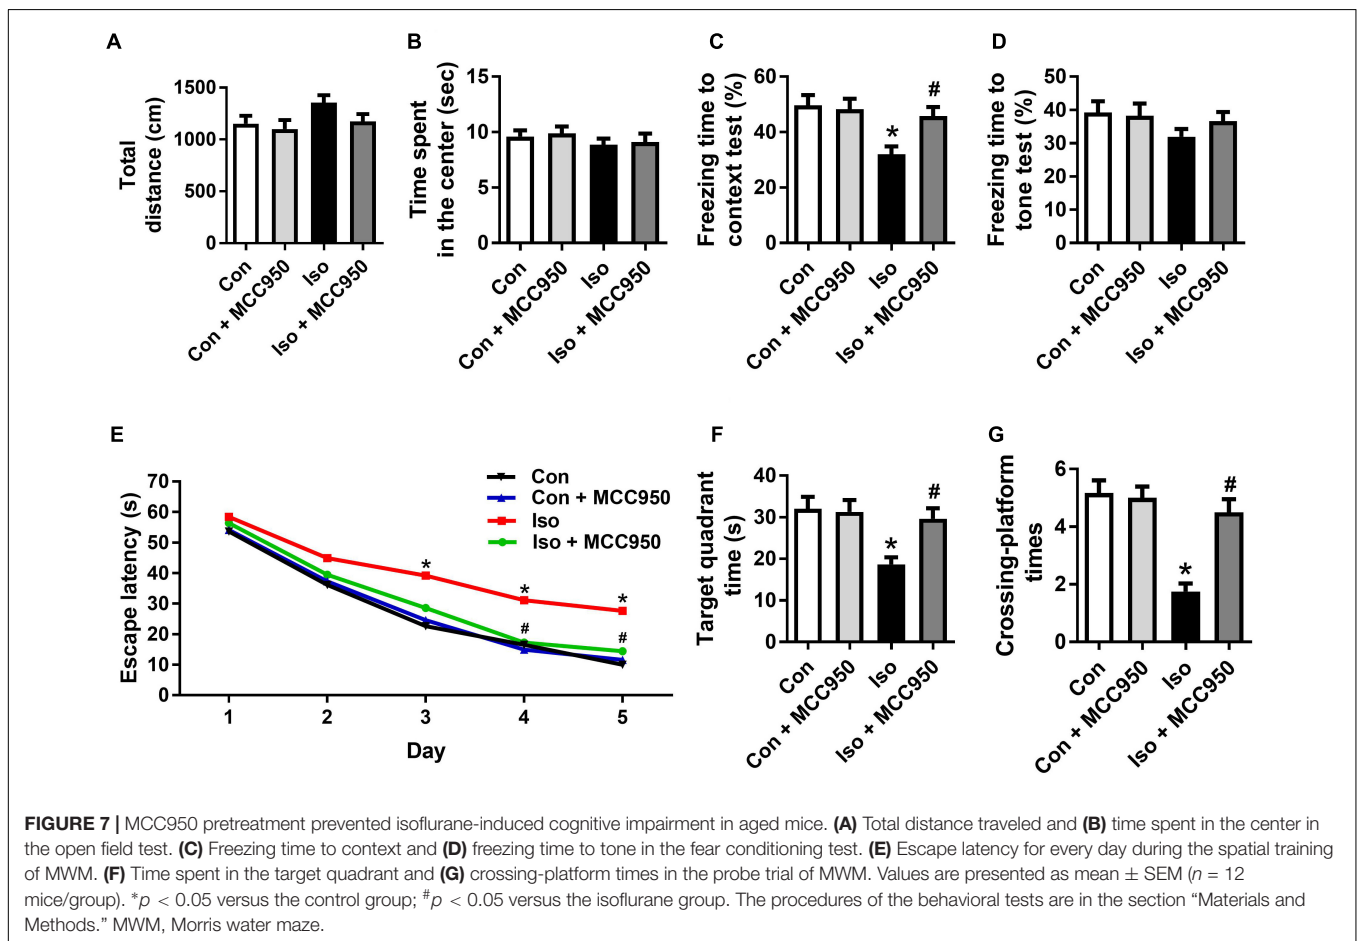 A
Total
distance (cm)
1500
1000
500
0
Con
Con + MCC950
Iso
Iso + MCC950
B
Time spent
in the center (sec)
15
10
5
0
Con
Con + MCC950
Iso
Iso + MCC950
C
Freezing time to
context test (%)
60
40
20
0
*
#
Con
Con + MCC950
Iso
Iso + MCC950
D
Freezing time to
tone test (%)
50
40
30
20
10
0
Con
Con + MCC950
Iso
Iso + MCC950
E
Escape latency (s)
70
60
50
40
30
20
10
0
Con
Con + MCC950
Iso
Iso + MCC950
*
*
*
#
#
1 2 3 4 5
Day
F
Target quadrant
time (s)
40
30
20
10
0
*
#
Con
Con + MCC950
Iso
Iso + MCC950
G
Crossing-platform
times
6
4
2
0
*
#
Con
Con + MCC950
Iso
Iso + MCC950
FIGURE 7 | MCC950 pretreatment prevented isoflurane-induced cognitive impairment in aged mice. (A) Total distance traveled and (B) time spent in the center in
the open field test. (C) Freezing time to context and (D) freezing time to tone in the fear conditioning test. (E) Escape latency for every day during the spatial training
of MWM. (F) Time spent in the target quadrant and (G) crossing-platform times in the probe trial of MWM. Values are presented as mean ± SEM (n = 12
mice/group). *p < 0.05 versus the control group; #p < 0.05 versus the isoflurane group. The procedures of the behavioral tests are in the section “Materials and
Methods.” MWM, Morris water maze.